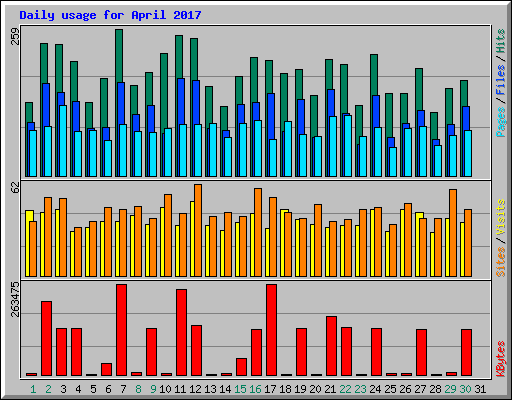 Daily usage for April 2017
259
Pages / Files / Hits
62
Sites / Visits
263475
KBytes
1 2 3 4 5 6 7 8 9 10 11 12 13 14 15 16 17 18 19 20 21 22 23 24 25 26 27 28 29 30 31